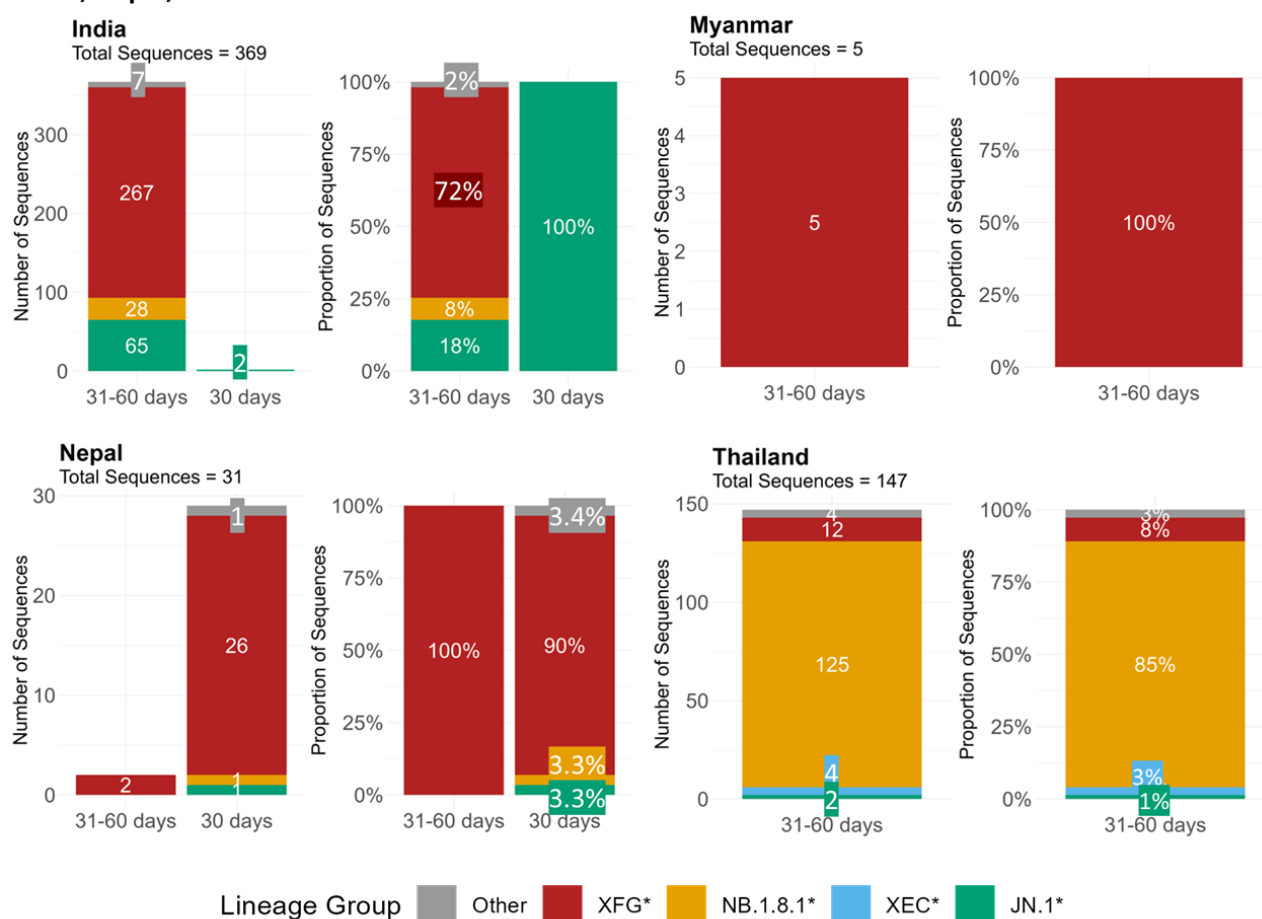 India
Total Sequences = 369
Number of Sequences
300
200
100
0
7
267
28
65
2
31-60 days
30 days
Proportion of Sequences
100%
75%
50%
25%
0%
2%
72%
8%
18%
100%
31-60 days
30 days
Myanmar
Total Sequences = 5
Number of Sequences
5
4
3
2
1
0
5
31-60 days
Proportion of Sequences
100%
75%
50%
25%
0%
100%
31-60 days
Nepal
Total Sequences = 31
Number of Sequences
30
20
10
0
2
1
26
1
31-60 days
30 days
Proportion of Sequences
100%
75%
50%
25%
0%
100%
3.4%
90%
3.3%
3.3%
31-60 days
30 days
Thailand
Total Sequences = 147
Number of Sequences
150
100
50
0
4
12
125
4
2
31-60 days
Proportion of Sequences
100%
75%
50%
25%
0%
3%
8%
85%
3%
1%
31-60 days
Lineage Group Other XFG* NB.1.8.1* XEC* JN.1*